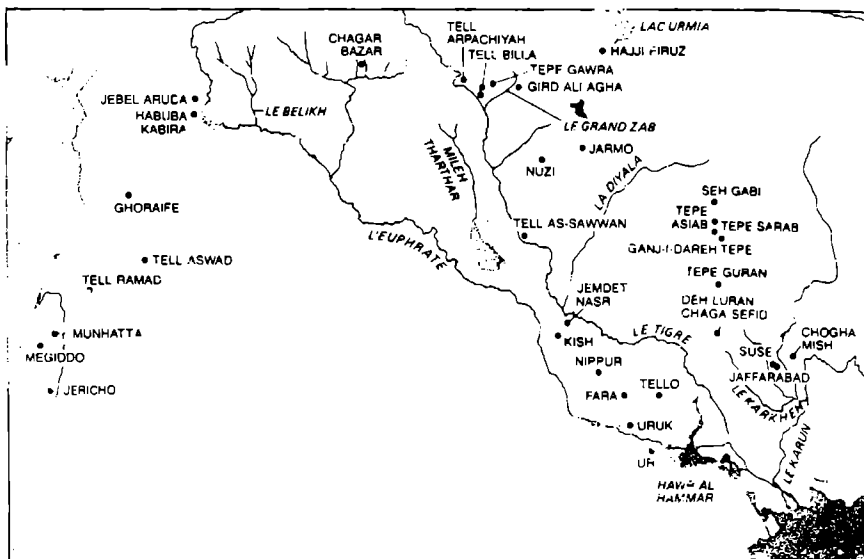 LAC URMIA
TELL
ARPACHIYAH
TELL BILLA
HAJJI FIRUZ
CHAGAR
BAZAR
TEPE GAWRA
GIRD ALI AGHA
JEBEL ARUDA
HABUBA
KABIRA
LE BELIKH
LE GRAND ZAB
JARMO
MILEH
THARTHAR
NUZI
LA DIYALA
GHORAIFE
SEH GABI
TEPE
ASIAB
TEPE SARAB
GANJ-I-DAREH TEPE
TELL AS-SAWWAN
L'EUPHRATE
TELL ASWAD
TELL RAMAD
TEPE GURAN
JEMDET
NASR
DEH LURAN
CHAGA SEFID
MUNHATTA
MEGIDDO
KISH
LE TIGRE
CHOGHA
MISH
SUSE
JAFFARABAD
NIPPUR
JERICHO
FARA
TELLO
LE KARKHEH
URUK
UR
LE KARUN
HAWR AL
HAMMAR